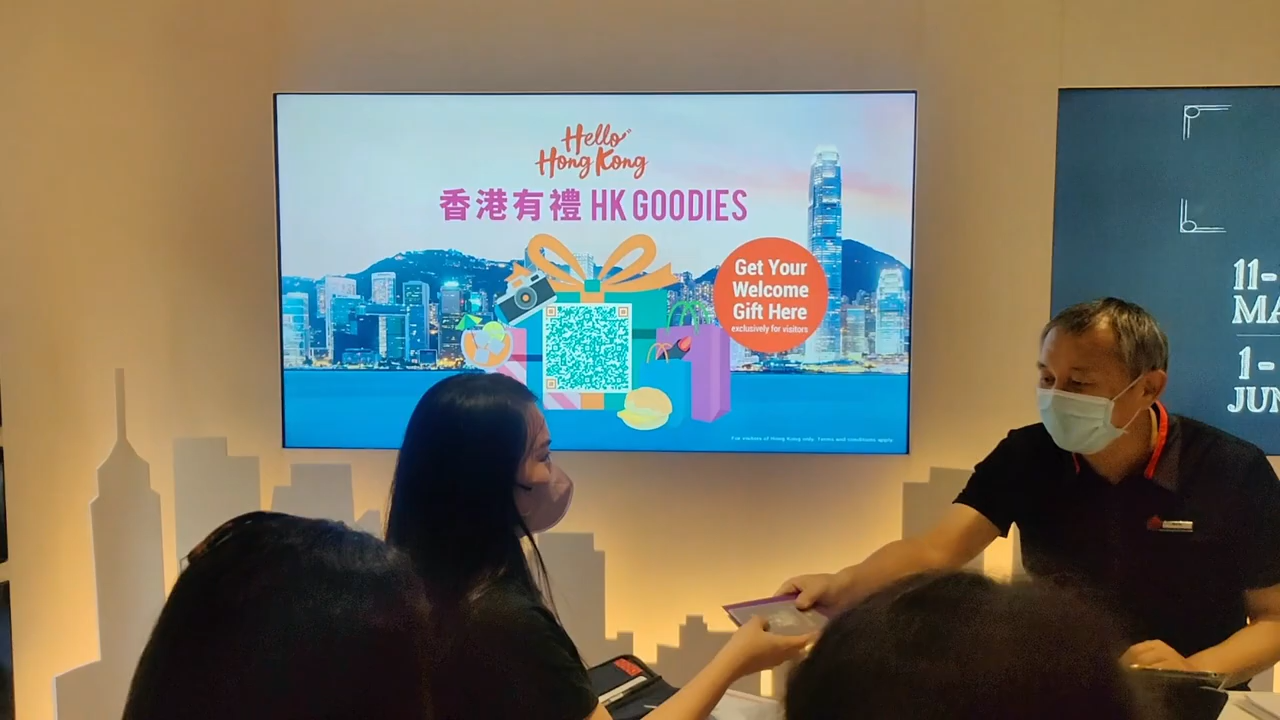 Hello
Hong Kong
香港有禮 HK GOODIES
Get Your
Welcome
Gift Here
exclusively for visitors
For visitors of Hong Kong only. Terms and conditions apply.
11-
MA
1-
JUN